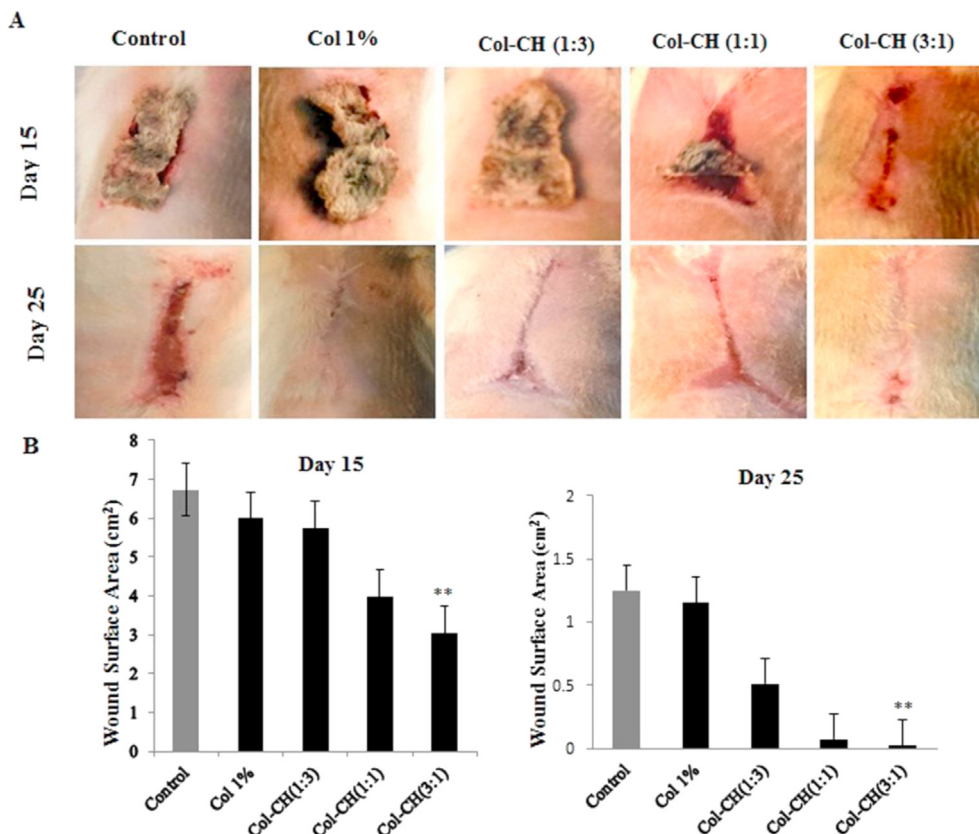 A
Control
Col 1%
Col-CH (1:3)
Col-CH (1:1)
Col-CH (3:1)
Day 15
Day 25
B
Day 15
Wound Surface Area (cm²)
8
7
6
5
4
3
2
1
0
**
Control
Col 1%
Col-CH(1:3)
Col-CH(1:1)
Col-CH(3:1)
Day 25
Wound Surface Area (cm²)
2
1.5
1
0.5
0
**
Control
Col 1%
Col-CH(1:3)
Col-CH(1:1)
Col-CH(3:1)